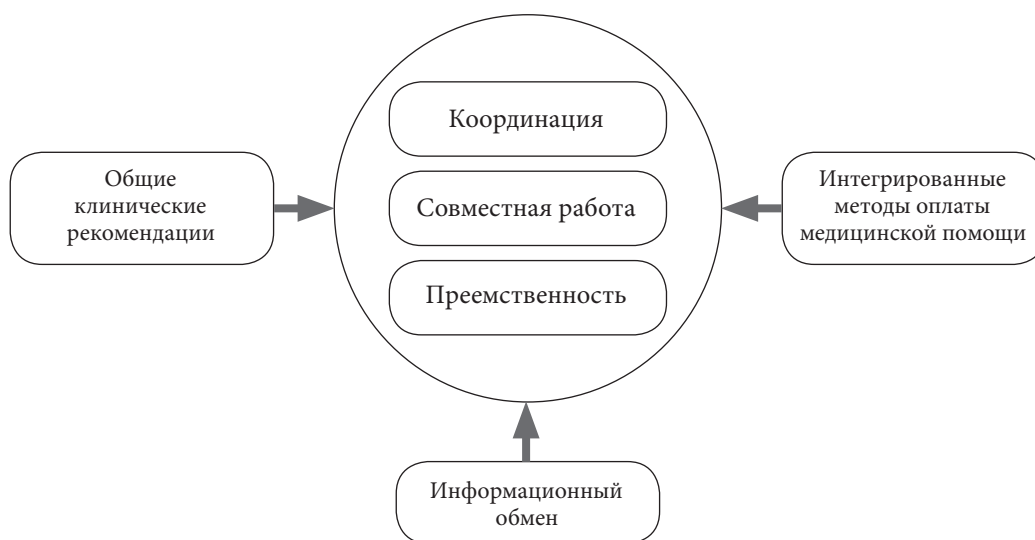 Координация
Совместная работа
Преемственность
Общие
клинические
рекомендации
Интегрированные
методы оплаты
медицинской помощи
Информационный
обмен